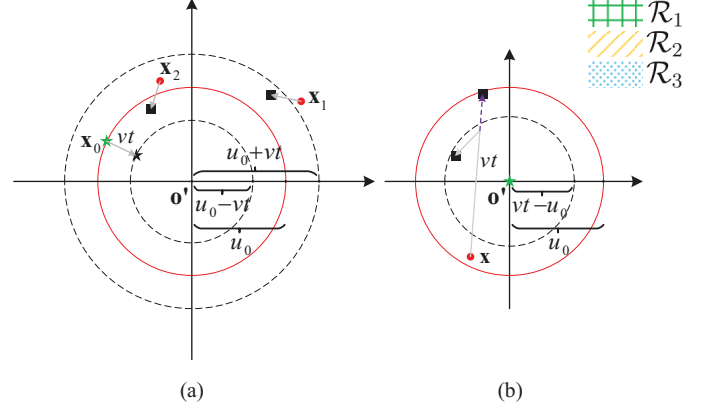 R₁
R₂
R₃
x₂
x₁
x₀
vt
u₀+vt
o'
u₀−vt
u₀
vt
o'
vt−u₀
u₀
x
(a)
(b)